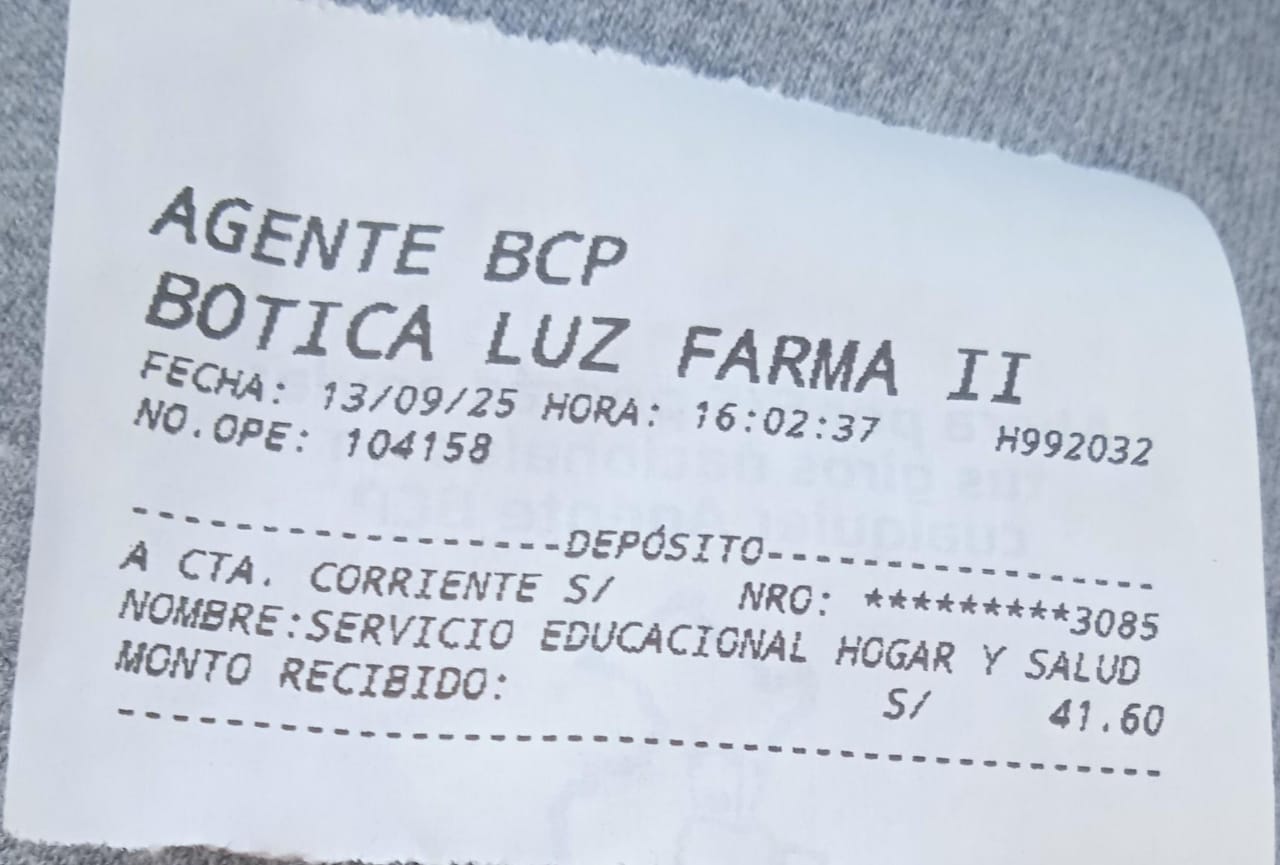 AGENTE BCP
BOTICA LUZ FARMA II
FECHA: 13/09/25 HORA: 16:02:37 H992032
NO.OPE: 104158
-----------------DEPÓSITO------------------
A CTA. CORRIENTE S/ NRO: *********3085
NOMBRE:SERVICIO EDUCACIONAL HOGAR Y SALUD
MONTO RECIBIDO: S/ 41.60